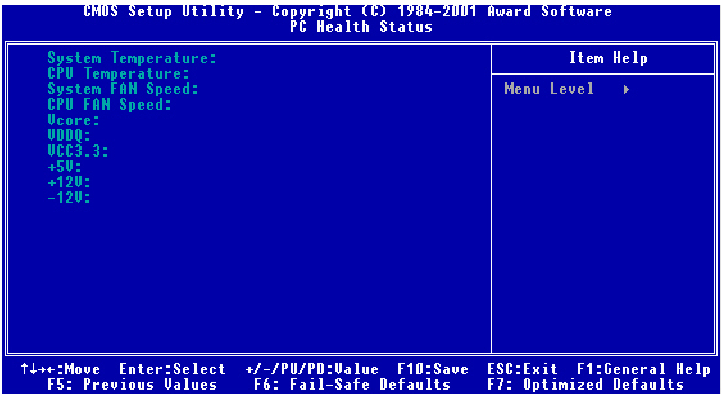 CMOS Setup Utility - Copyright (C) 1984-2001 Award Software
PC Health Status
System Temperature:
CPU Temperature:
System FAN Speed:
CPU FAN Speed:
Vcore:
VDDQ:
VCC3.3:
+5V:
+12V:
-12V:
Item Help
Menu Level ▸
↑↓→←:Move Enter:Select +/-/PU/PD:Value F10:Save ESC:Exit F1:General Help
F5: Previous Values F6: Fail-Safe Defaults F7: Optimized Defaults